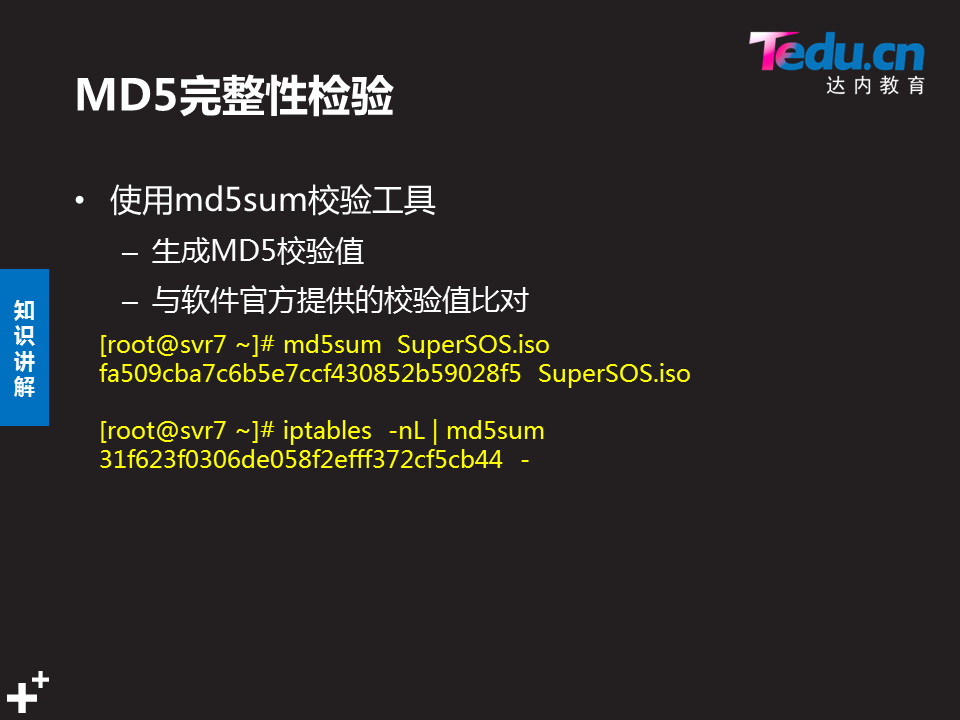 Tedu.cn
达内教育
MD5完整性检验
• 使用md5sum校验工具
– 生成MD5校验值
– 与软件官方提供的校验值比对
知识讲解
[root@svr7 ~]# md5sum  SuperSOS.iso
fa509cba7c6b5e7ccf430852b59028f5  SuperSOS.iso
[root@svr7 ~]# iptables  -nL | md5sum
31f623f0306de058f2efff372cf5cb44  -